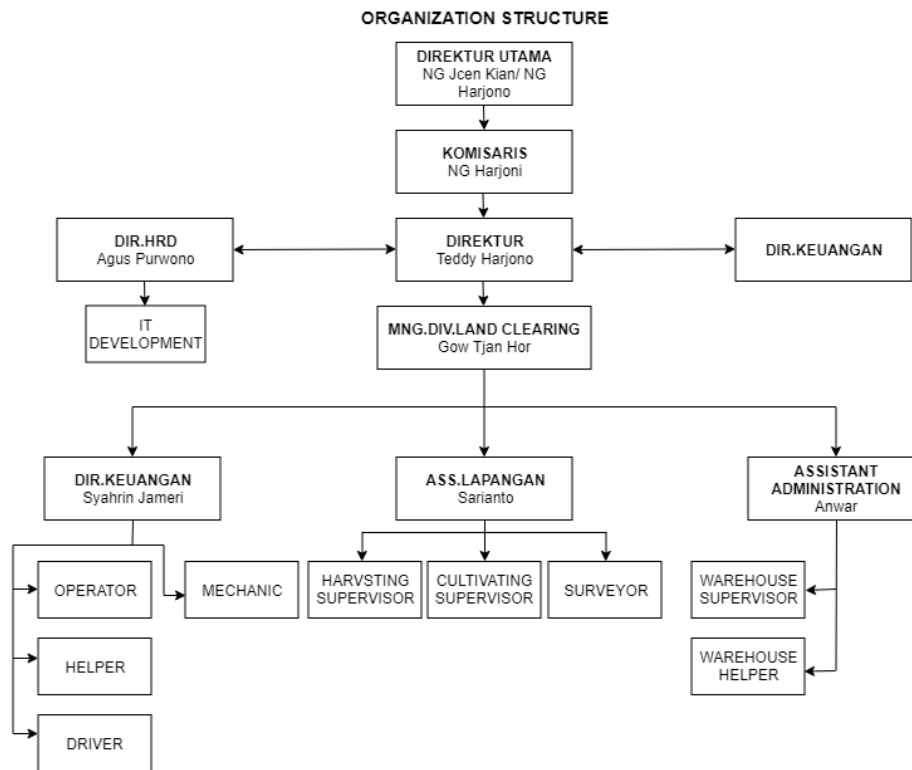 ORGANIZATION STRUCTURE
DIREKTUR UTAMA
NG Jcen Kian/ NG
Harjono
KOMISARIS
NG Harjoni
DIR.HRD
Agus Purwono
DIREKTUR
Teddy Harjono
DIR.KEUANGAN
IT
DEVELOPMENT
MNG.DIV.LAND CLEARING
Gow Tjan Hor
DIR.KEUANGAN
Syahrin Jameri
ASS.LAPANGAN
Sarianto
ASSISTANT
ADMINISTRATION
Anwar
OPERATOR
MECHANIC
HARVSTING
SUPERVISOR
CULTIVATING
SUPERVISOR
SURVEYOR
WAREHOUSE
SUPERVISOR
HELPER
WAREHOUSE
HELPER
DRIVER